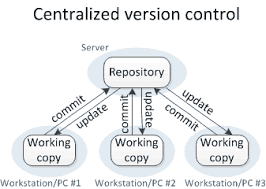 Centralized version control
Server
Repository
commit
update
commit
update
update
commit
Working
copy
Working
copy
Working
copy
Workstation/PC #1
Workstation/PC #2
Workstation/PC #3